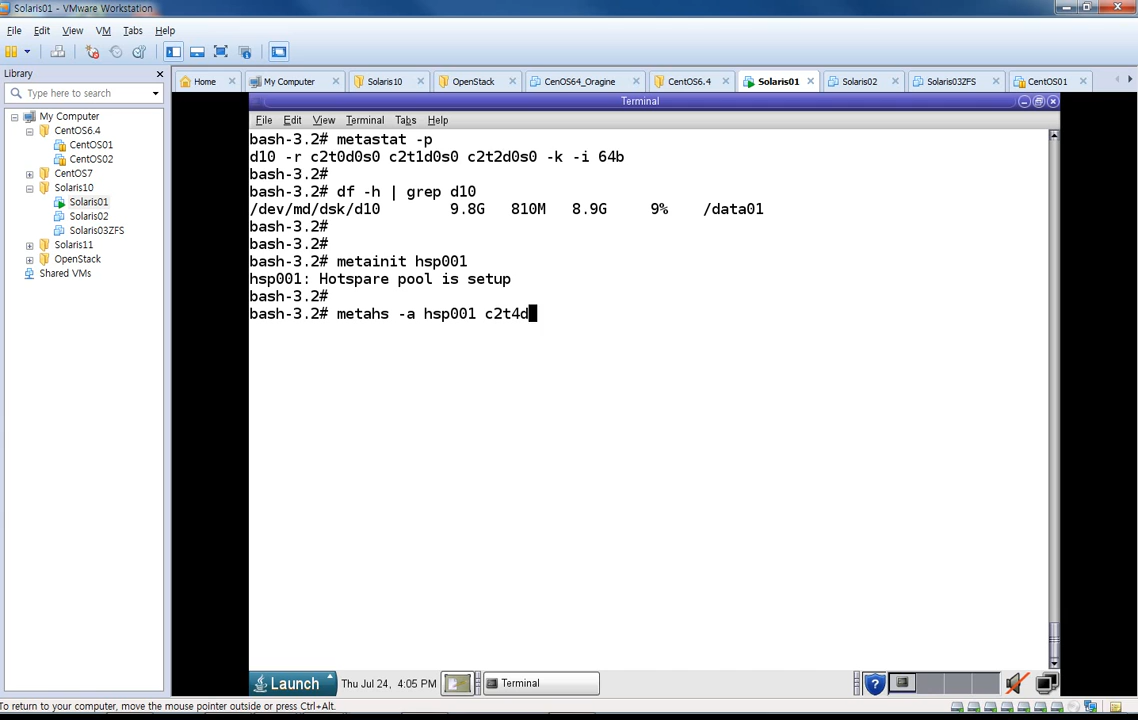 Solaris01 - VMware Workstation
File Edit View VM Tabs Help
Library
Type here to search
My Computer
CentOS6.4
CentOS01
CentOS02
CentOS7
Solaris10
Solaris01
Solaris02
Solaris03ZFS
Solaris11
OpenStack
Shared VMs
Home My Computer Solaris10 OpenStack CenOS64_Oragine CentOS6.4 Solaris01 Solaris02 Solaris03ZFS CentOS01
Terminal
File Edit View Terminal Tabs Help
bash-3.2# metastat -p
d10 -r c2t0d0s0 c2t1d0s0 c2t2d0s0 -k -i 64b
bash-3.2#
bash-3.2# df -h | grep d10
/dev/md/dsk/d10 9.8G 810M 8.9G 9% /data01
bash-3.2#
bash-3.2#
bash-3.2# metainit hsp001
hsp001: Hotspare pool is setup
bash-3.2#
bash-3.2# metahs -a hsp001 c2t4d
Launch Thu Jul 24, 4:05 PM Terminal
To return to your computer, move the mouse pointer outside or press Ctrl+Alt.